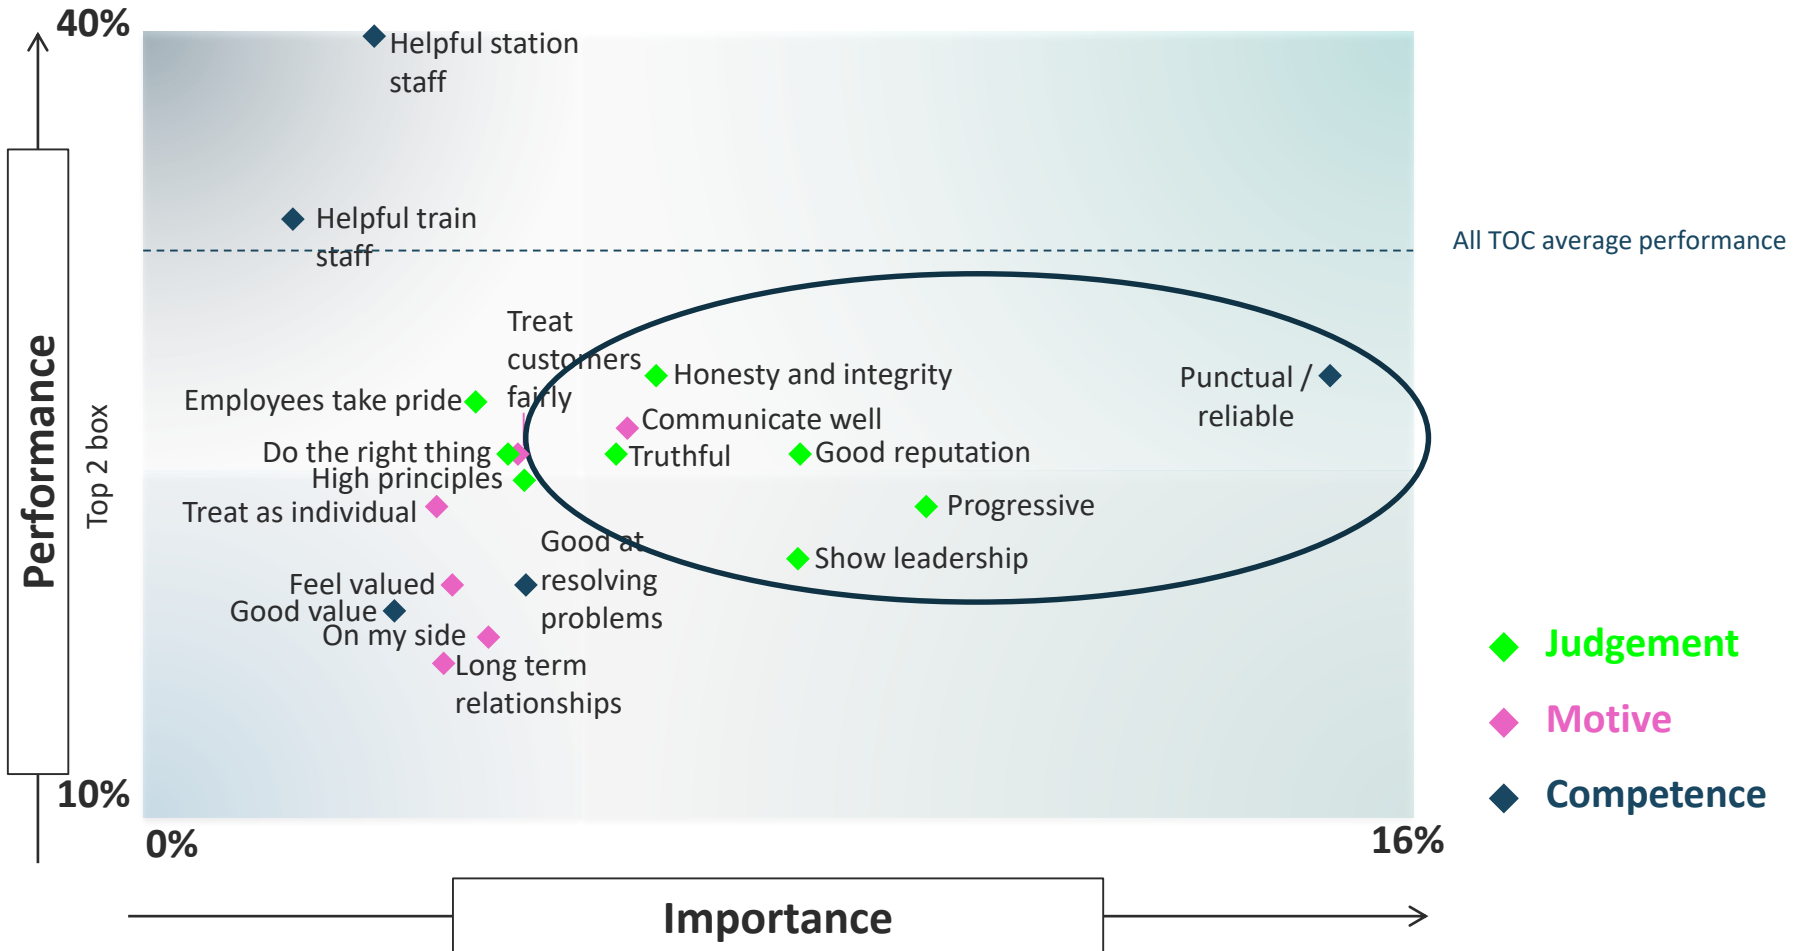 40%
Helpful station
staff
Helpful train
staff
All TOC average performance
Treat
customers
fairly
Honesty and integrity
Punctual /
reliable
Employees take pride
Communicate well
Do the right thing
Truthful
Good reputation
High principles
Treat as individual
Progressive
Good at
resolving
problems
Show leadership
Feel valued
Good value
On my side
Long term
relationships
Performance
Top 2 box
10%
0%
16%
Importance
Judgement
Motive
Competence